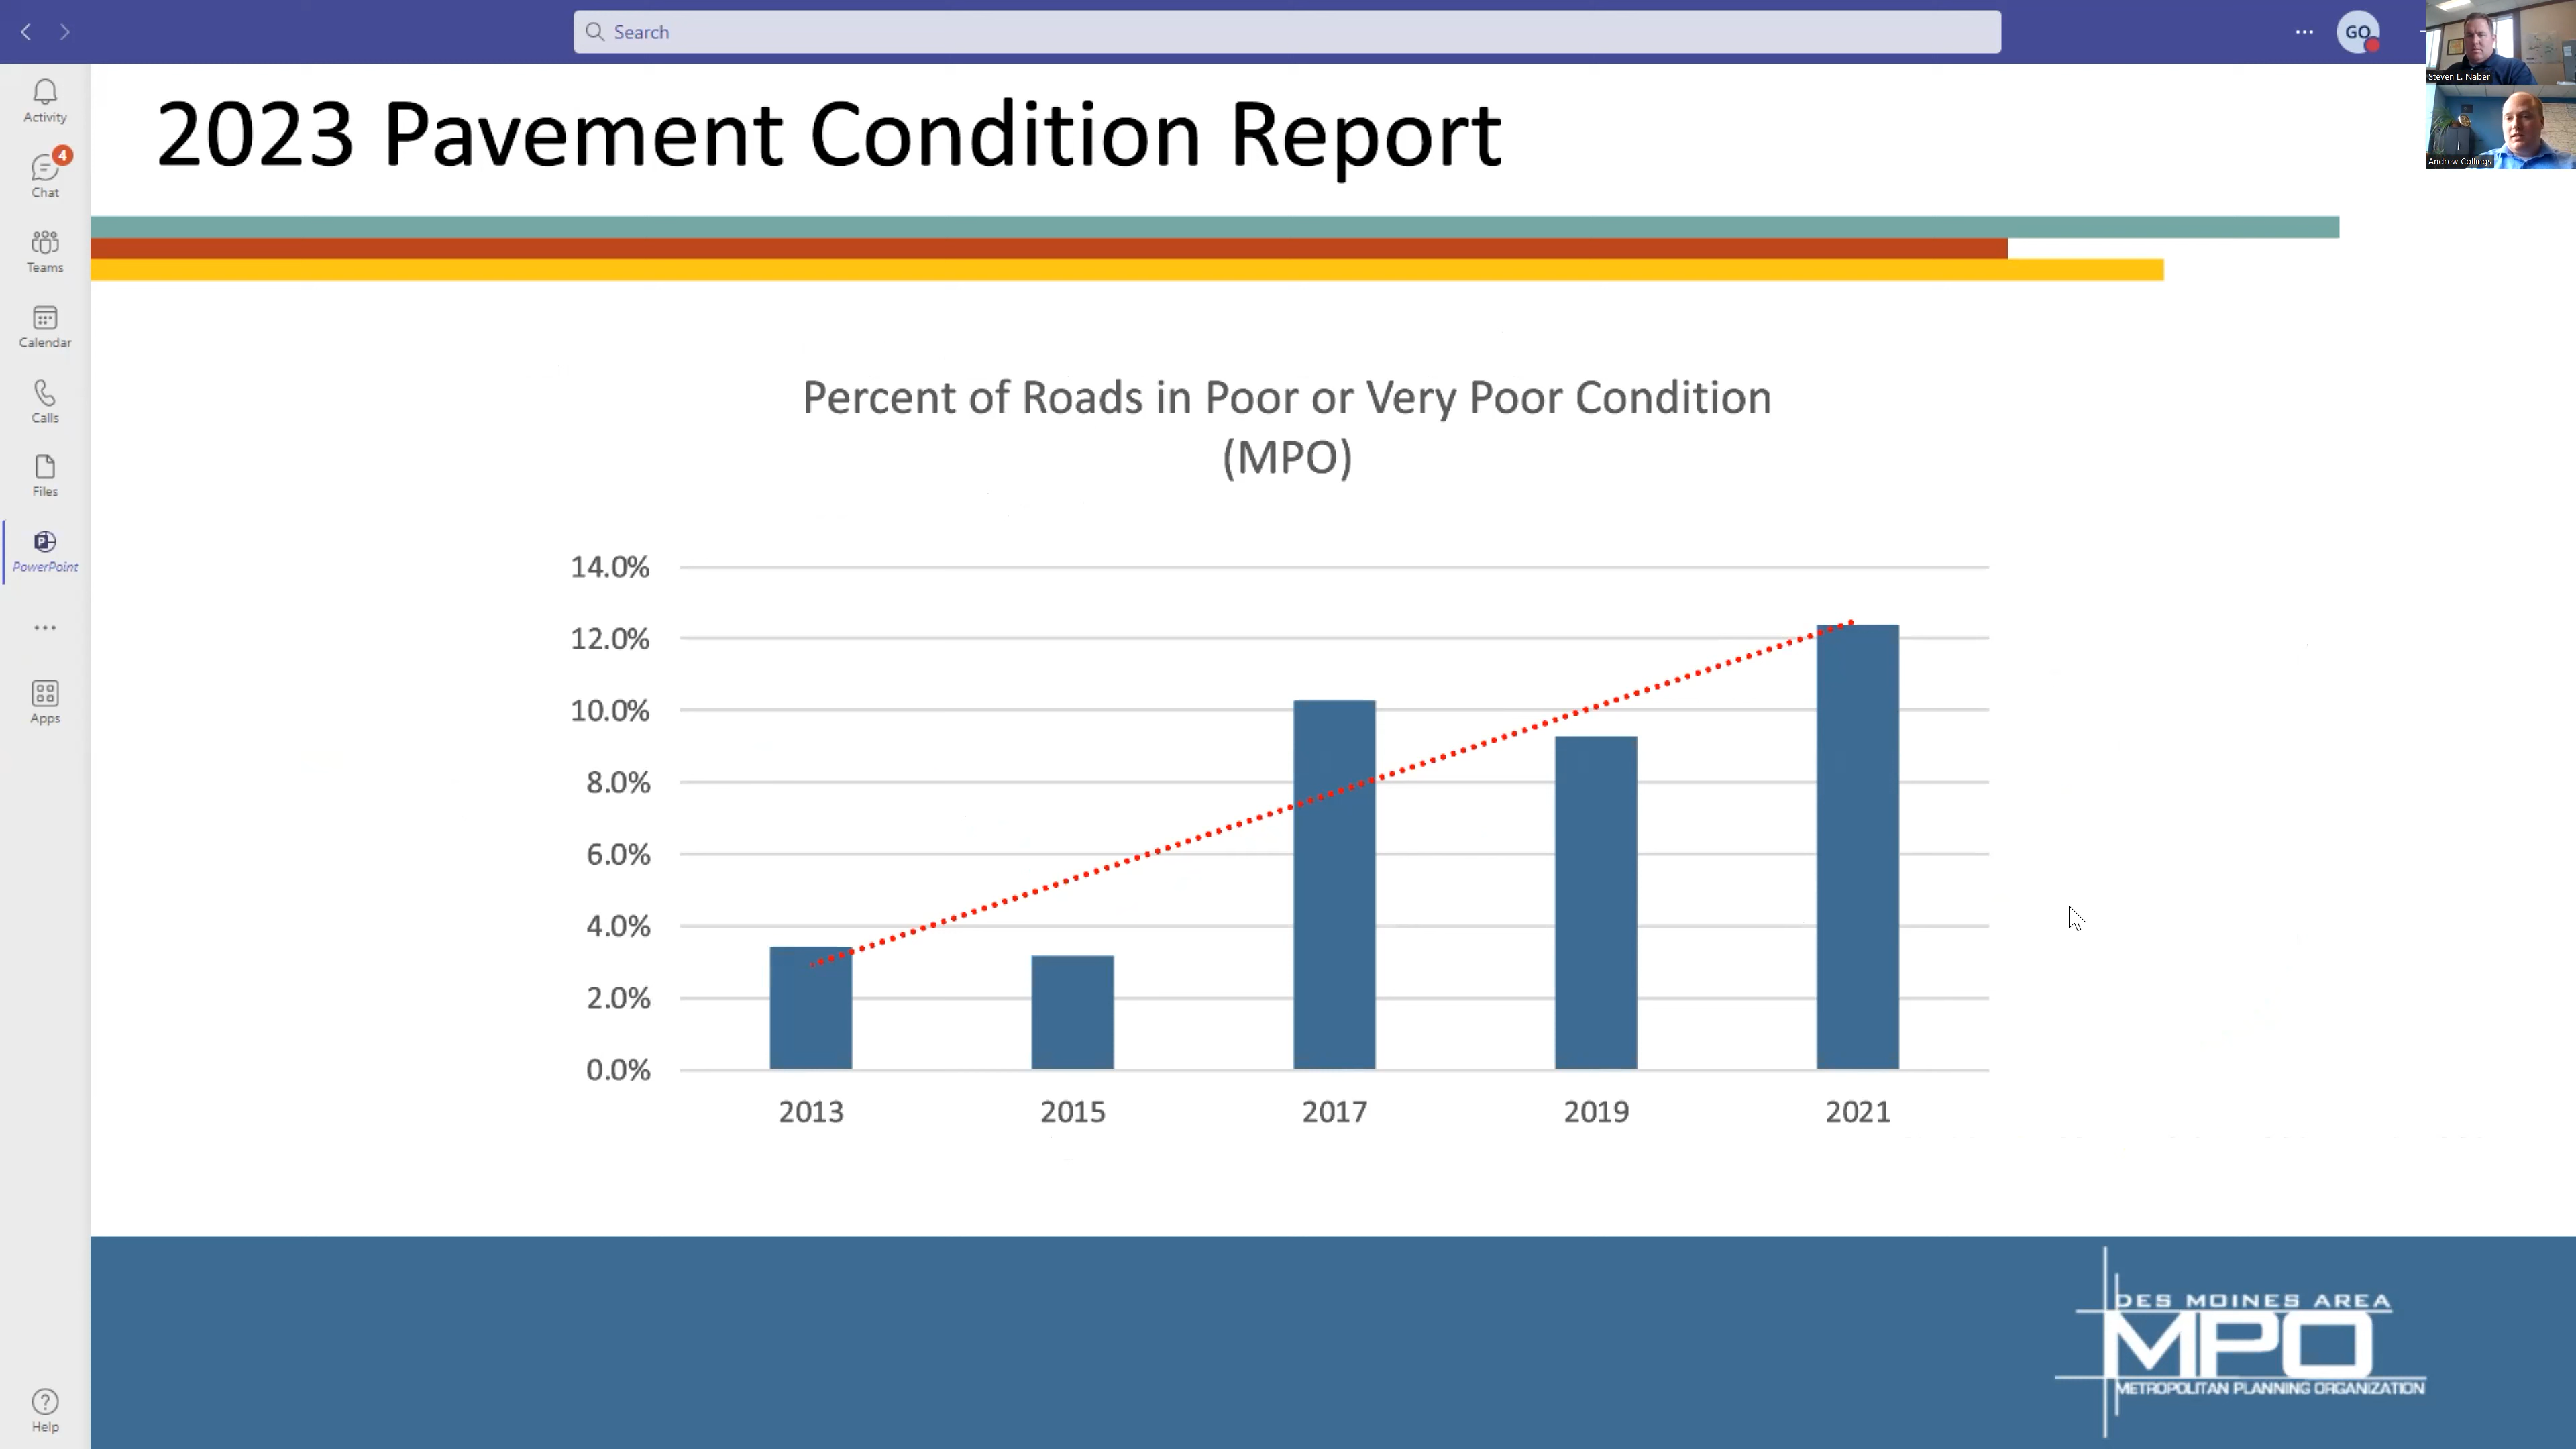 Search
GO
Steven L. Naber
Andrew Collings
Activity
4
Chat
Teams
Calendar
Calls
Files
PowerPoint
Apps
Help
2023 Pavement Condition Report
Percent of Roads in Poor or Very Poor Condition
(MPO)
14.0%
12.0%
10.0%
8.0%
6.0%
4.0%
2.0%
0.0%
2013 2015 2017 2019 2021
DES MOINES AREA
MPO
METROPOLITAN PLANNING ORGANIZATION